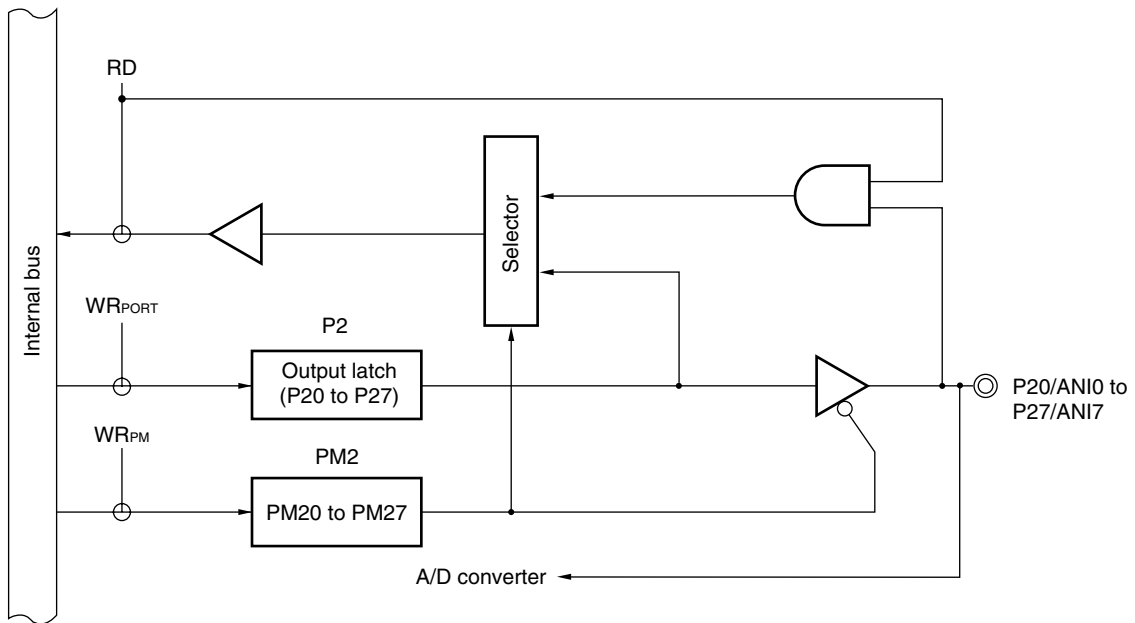 RD
Internal bus
Selector
WRPORT
P2
Output latch
(P20 to P27)
P20/ANI0 to
P27/ANI7
WRPM
PM2
PM20 to PM27
A/D converter